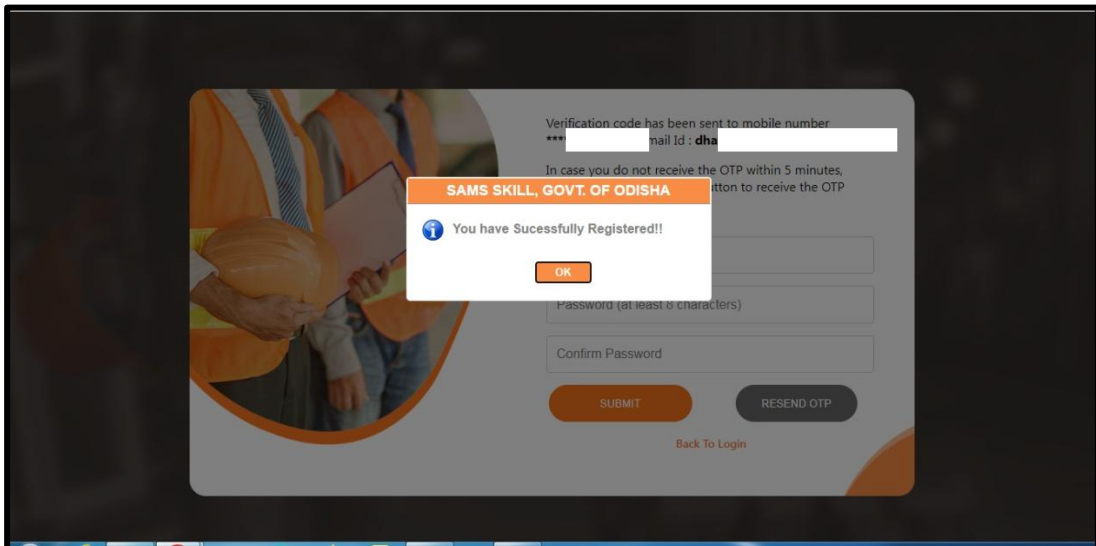 Verification code has been sent to mobile number
**** mail Id : dha
In case you do not receive the OTP within 5 minutes,
to receive the OTP
SAMS SKILL, GOVT. OF ODISHA
You have Sucessfully Registered!!
OK
Password (at least 8 characters)
Confirm Password
SUBMIT
RESEND OTP
Back To Login